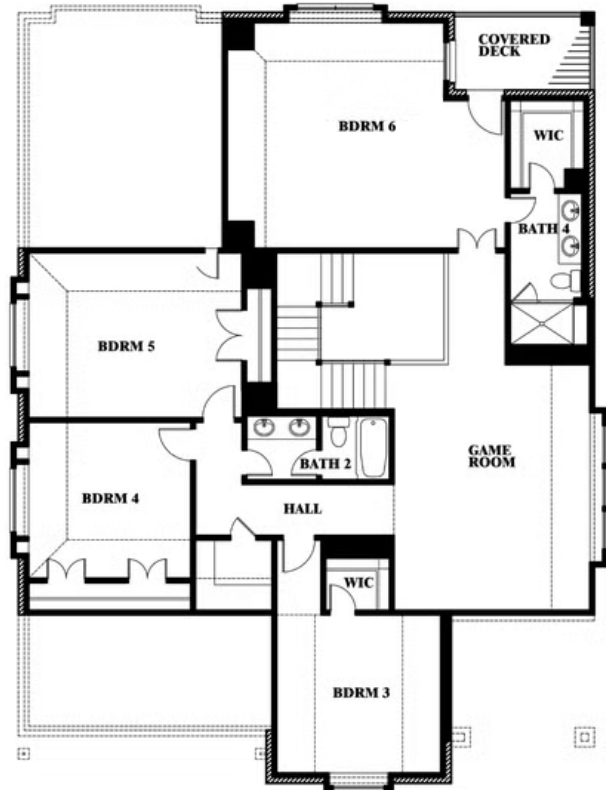 COVERED
DECK
BDRM 6
WIC
BATH 4
BDRM 5
GAME
ROOM
BATH 2
BDRM 4
HALL
WIC
BDRM 3